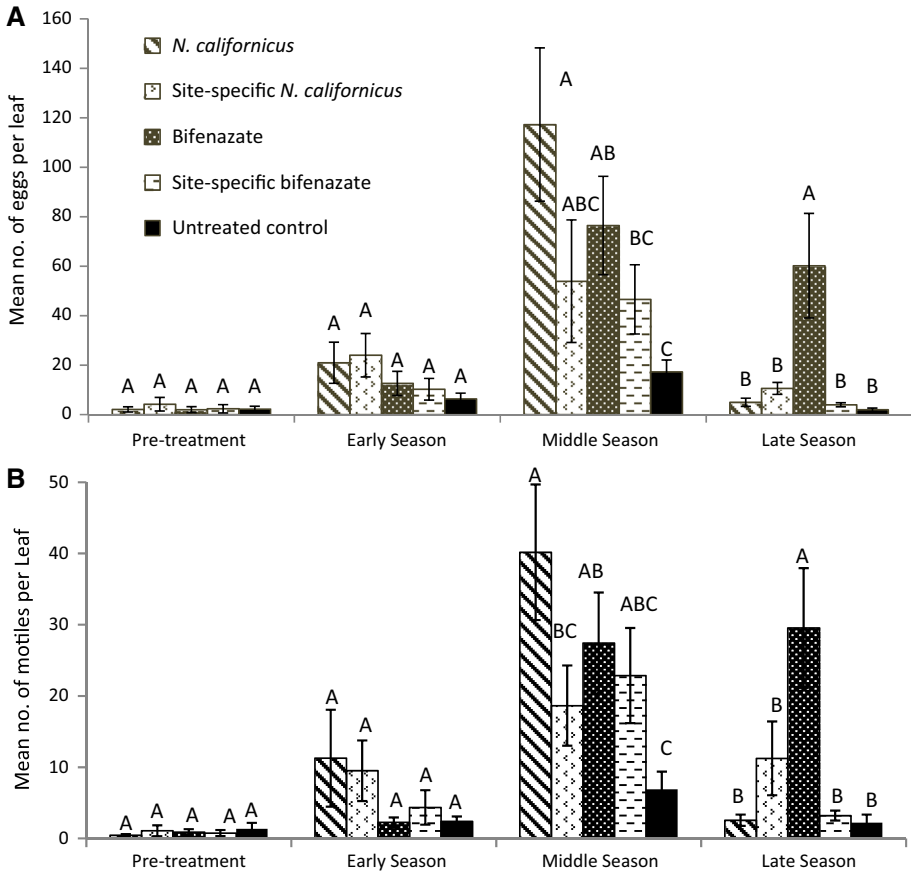 A
Mean no. of eggs per leaf
160
140
120
100
80
60
40
20
0
N. californicus
Site-specific N. californicus
Bifenazate
Site-specific bifenazate
Untreated control
A A A A A
A A A A A
A ABC AB BC C
B B A B B
Pre-treatment Early Season Middle Season Late Season
B
Mean no. of motiles per Leaf
50
40
30
20
10
0
A A A A A
A A A A A
A BC AB ABC C
B B A B B
Pre-treatment Early Season Middle Season Late Season